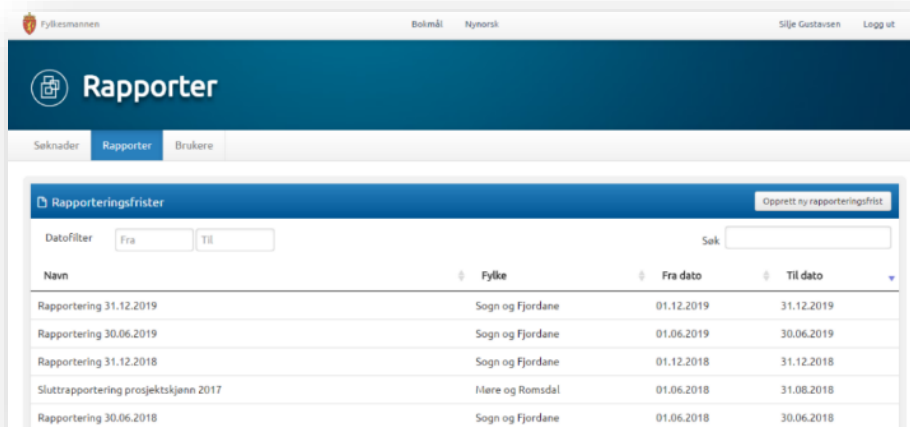 Fylkesmannen Bokmål Nynorsk Silje Gustavsen Logg ut
Rapporter
Søknader Rapporter Brukere
Rapporteringsfrister Opprett ny rapporteringsfrist
Datofilter Fra Til Søk
Navn Fylke Fra dato Til dato
Rapportering 31.12.2019 Sogn og Fjordane 01.12.2019 31.12.2019
Rapportering 30.06.2019 Sogn og Fjordane 01.06.2019 30.06.2019
Rapportering 31.12.2018 Sogn og Fjordane 01.12.2018 31.12.2018
Sluttrapportering prosjektskjønn 2017 Møre og Romsdal 01.06.2018 31.08.2018
Rapportering 30.06.2018 Sogn og Fjordane 01.06.2018 30.06.2018